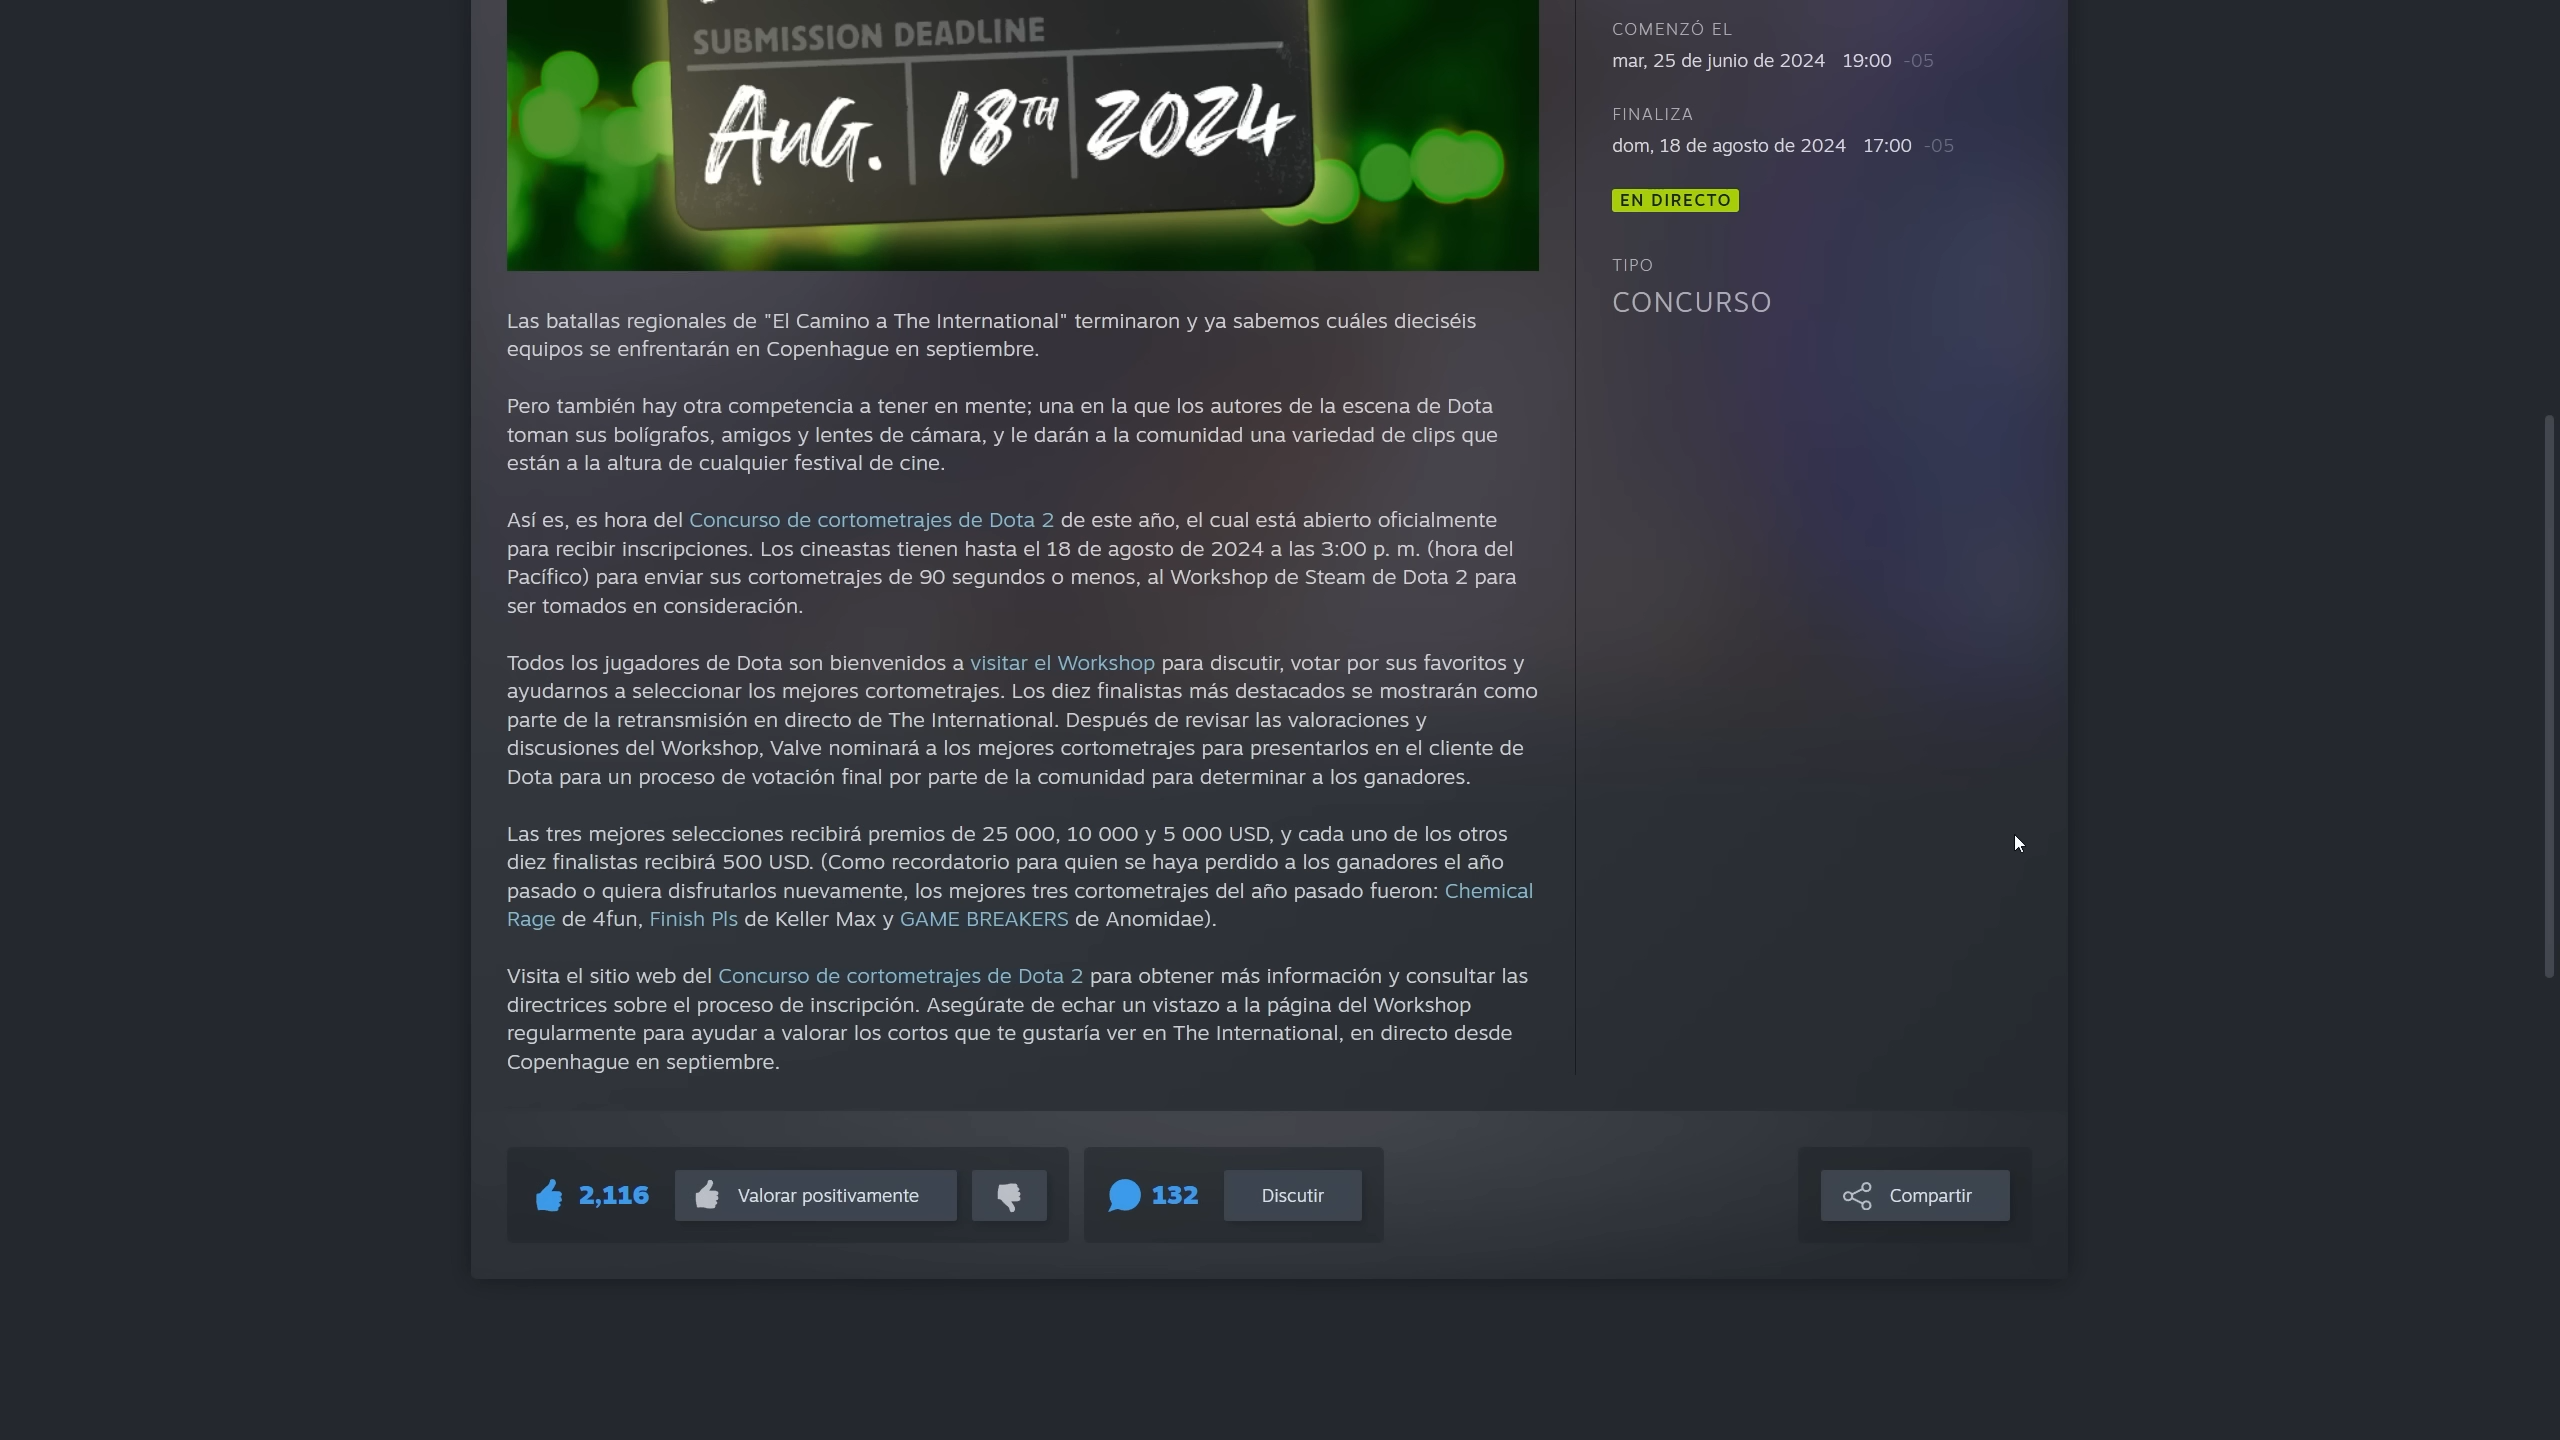 SUBMISSION DEADLINE
AUG. 18TH 2024
Las batallas regionales de "El Camino a The International" terminaron y ya sabemos cuáles dieciséis
equipos se enfrentarán en Copenhague en septiembre.
Pero también hay otra competencia a tener en mente; una en la que los autores de la escena de Dota
toman sus bolígrafos, amigos y lentes de cámara, y le darán a la comunidad una variedad de clips que
están a la altura de cualquier festival de cine.
Así es, es hora del Concurso de cortometrajes de Dota 2 de este año, el cual está abierto oficialmente
para recibir inscripciones. Los cineastas tienen hasta el 18 de agosto de 2024 a las 3:00 p. m. (hora del
Pacífico) para enviar sus cortometrajes de 90 segundos o menos, al Workshop de Steam de Dota 2 para
ser tomados en consideración.
Todos los jugadores de Dota son bienvenidos a visitar el Workshop para discutir, votar por sus favoritos y
ayudarnos a seleccionar los mejores cortometrajes. Los diez finalistas más destacados se mostrarán como
parte de la retransmisión en directo de The International. Después de revisar las valoraciones y
discusiones del Workshop, Valve nominará a los mejores cortometrajes para presentarlos en el cliente de
Dota para un proceso de votación final por parte de la comunidad para determinar a los ganadores.
Las tres mejores selecciones recibirá premios de 25 000, 10 000 y 5 000 USD, y cada uno de los otros
diez finalistas recibirá 500 USD. (Como recordatorio para quien se haya perdido a los ganadores el año
pasado o quiera disfrutarlos nuevamente, los mejores tres cortometrajes del año pasado fueron: Chemical
Rage de 4fun, Finish Pls de Keller Max y GAME BREAKERS de Anomidae).
Visita el sitio web del Concurso de cortometrajes de Dota 2 para obtener más información y consultar las
directrices sobre el proceso de inscripción. Asegúrate de echar un vistazo a la página del Workshop
regularmente para ayudar a valorar los cortos que te gustaría ver en The International, en directo desde
Copenhague en septiembre.
COMENZÓ EL
mar, 25 de junio de 2024 19:00 -05
FINALIZA
dom, 18 de agosto de 2024 17:00 -05
EN DIRECTO
TIPO
CONCURSO
2,116 Valorar positivamente 132 Discutir Compartir